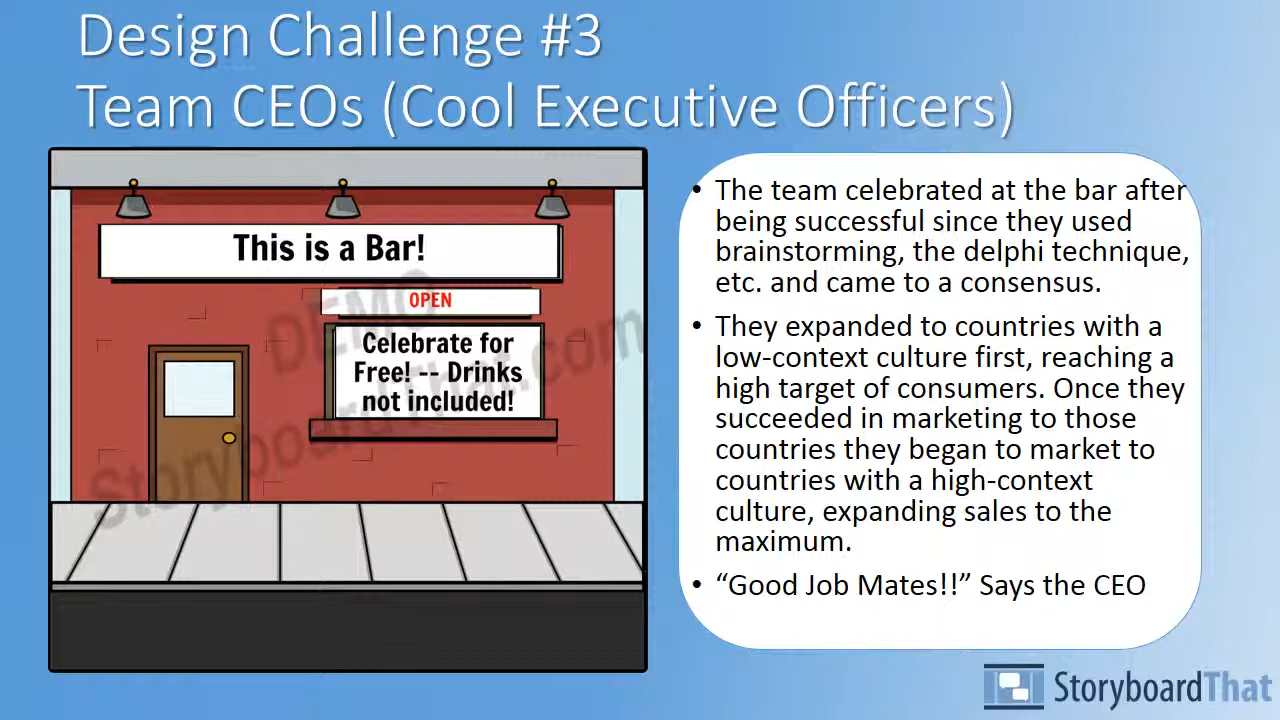 Design Challenge #3
Team CEOs (Cool Executive Officers)
This is a Bar!
OPEN
Celebrate for
Free! -- Drinks
not included!
DEMO
StoryboardThat.com
• The team celebrated at the bar after
being successful since they used
brainstorming, the delphi technique,
etc. and came to a consensus.
• They expanded to countries with a
low-context culture first, reaching a
high target of consumers. Once they
succeeded in marketing to those
countries they began to market to
countries with a high-context
culture, expanding sales to the
maximum.
• “Good Job Mates!!” Says the CEO
StoryboardThat